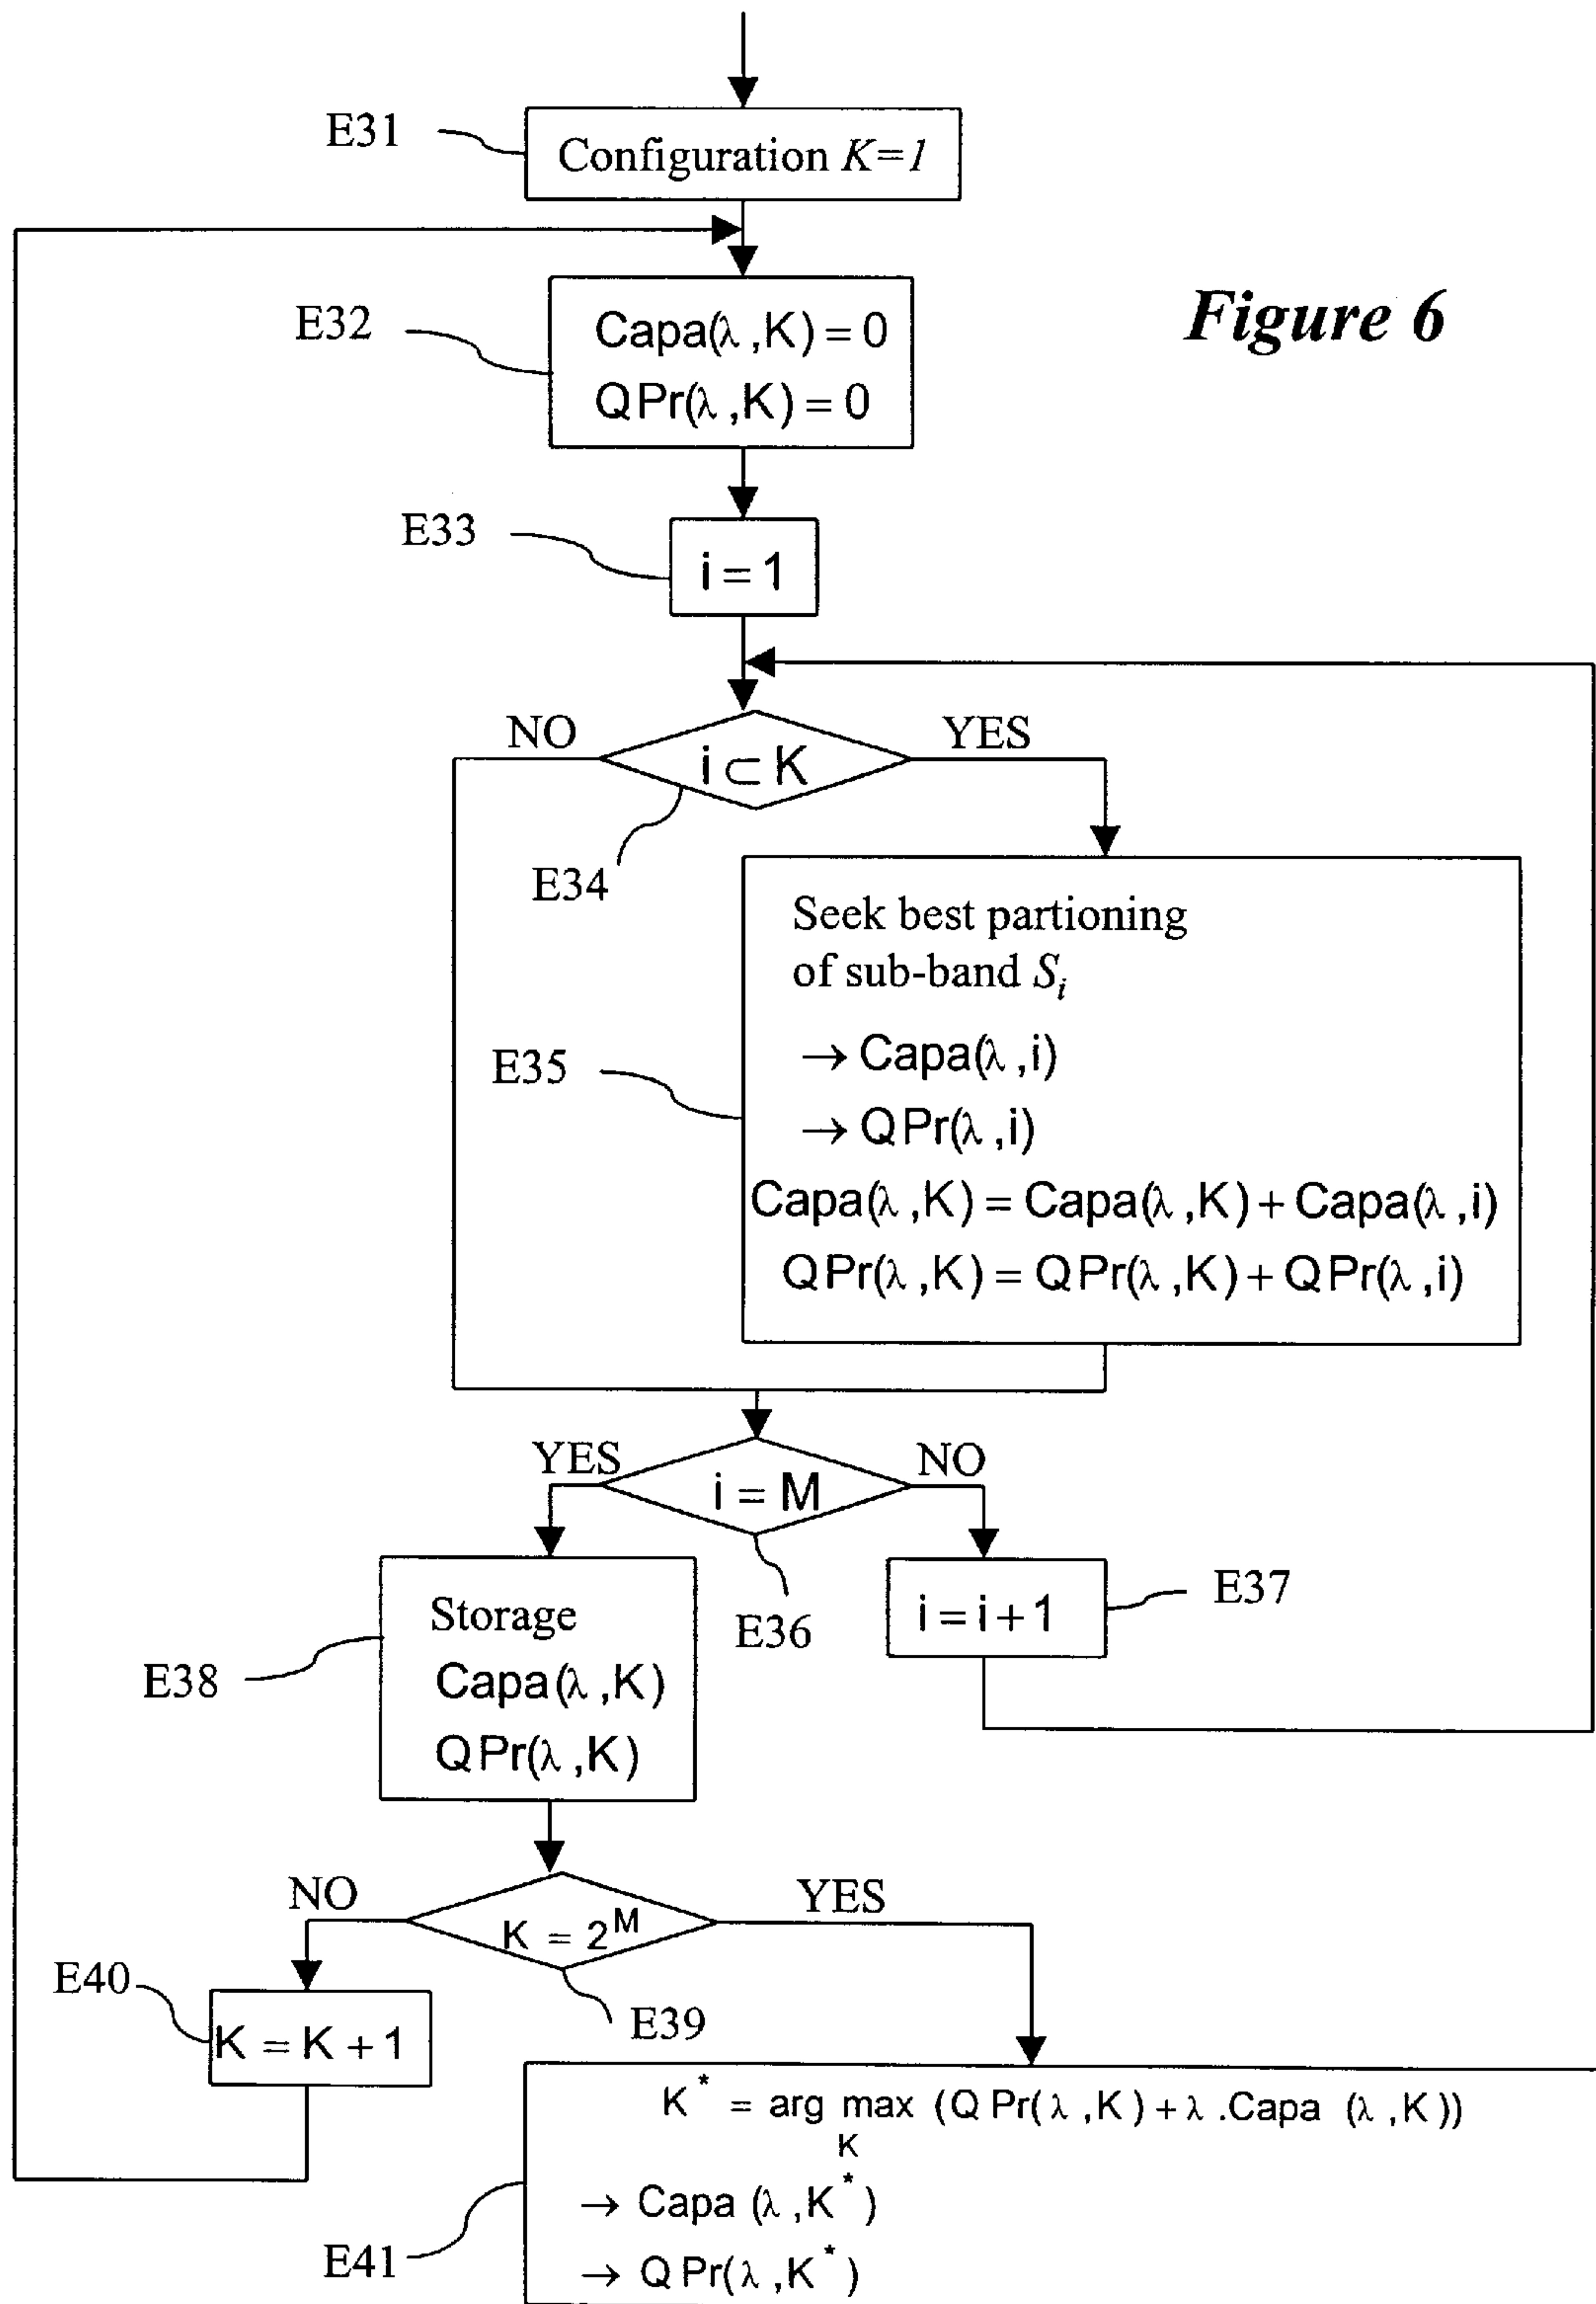 E31
Configuration K=1
Figure 6
E32
Capa(λ,K)=0
QPr(λ,K)=0
E33
i=1
NO
YES
i⊂K
E34
Seek best partioning
of sub-band Sᵢ
E35
→ Capa(λ,i)
→ QPr(λ,i)
Capa(λ,K) = Capa(λ,K) + Capa(λ,i)
QPr(λ,K) = QPr(λ,K) + QPr(λ,i)
YES
NO
i = M
E36
i = i + 1
E37
Storage
E38
Capa(λ,K)
QPr(λ,K)
NO
YES
K = 2ᴹ
E39
E40
K = K + 1
K* = arg max (QPr(λ,K) + λ.Capa (λ,K))
K
→ Capa (λ,K*)
E41
→ QPr(λ,K*)